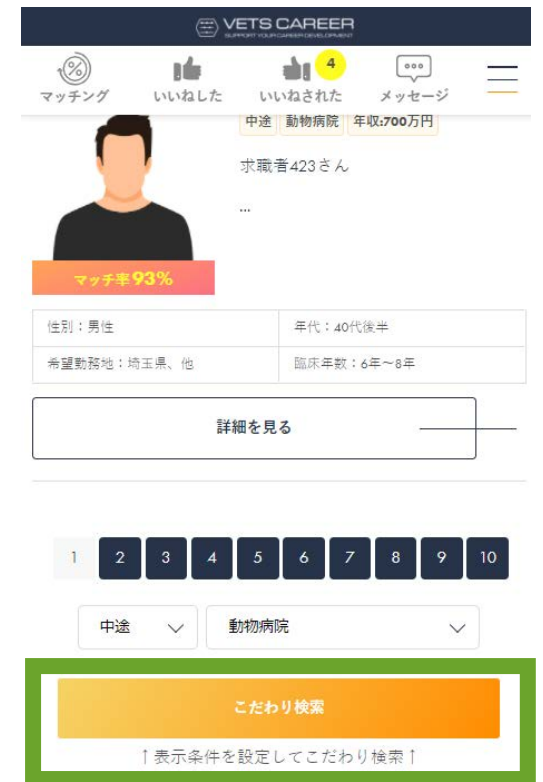 VETS CAREER
SUPPORT YOUR CAREER DEVELOPMENT
4
マッチング いいねした いいねされた メッセージ
中途 動物病院 年収:700万円
求職者423さん
...
マッチ率93%
性別：男性 年代：40代後半
希望勤務地：埼玉県、他 臨床年数：6年～8年
詳細を見る
1 2 3 4 5 6 7 8 9 10
中途 動物病院
こだわり検索
↑表示条件を設定してこだわり検索↑